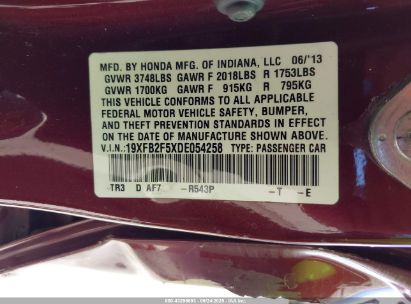 MFD. BY HONDA MFG. OF INDIANA, LLC 06/'13
GVWR 3748LBS GAWR F 2018LBS R 1753LBS
GVWR 1700KG GAWR F 915KG R 795KG
THIS VEHICLE CONFORMS TO ALL APPLICABLE
FEDERAL MOTOR VEHICLE SAFETY, BUMPER,
AND THEFT PREVENTION STANDARDS IN EFFECT
ON THE DATE OF MANUFACTURE SHOWN ABOVE.
V.I.N.: 19XFB2F5XDE054258 TYPE: PASSENGER CAR
TR3 D AF7 -R543P -T -E